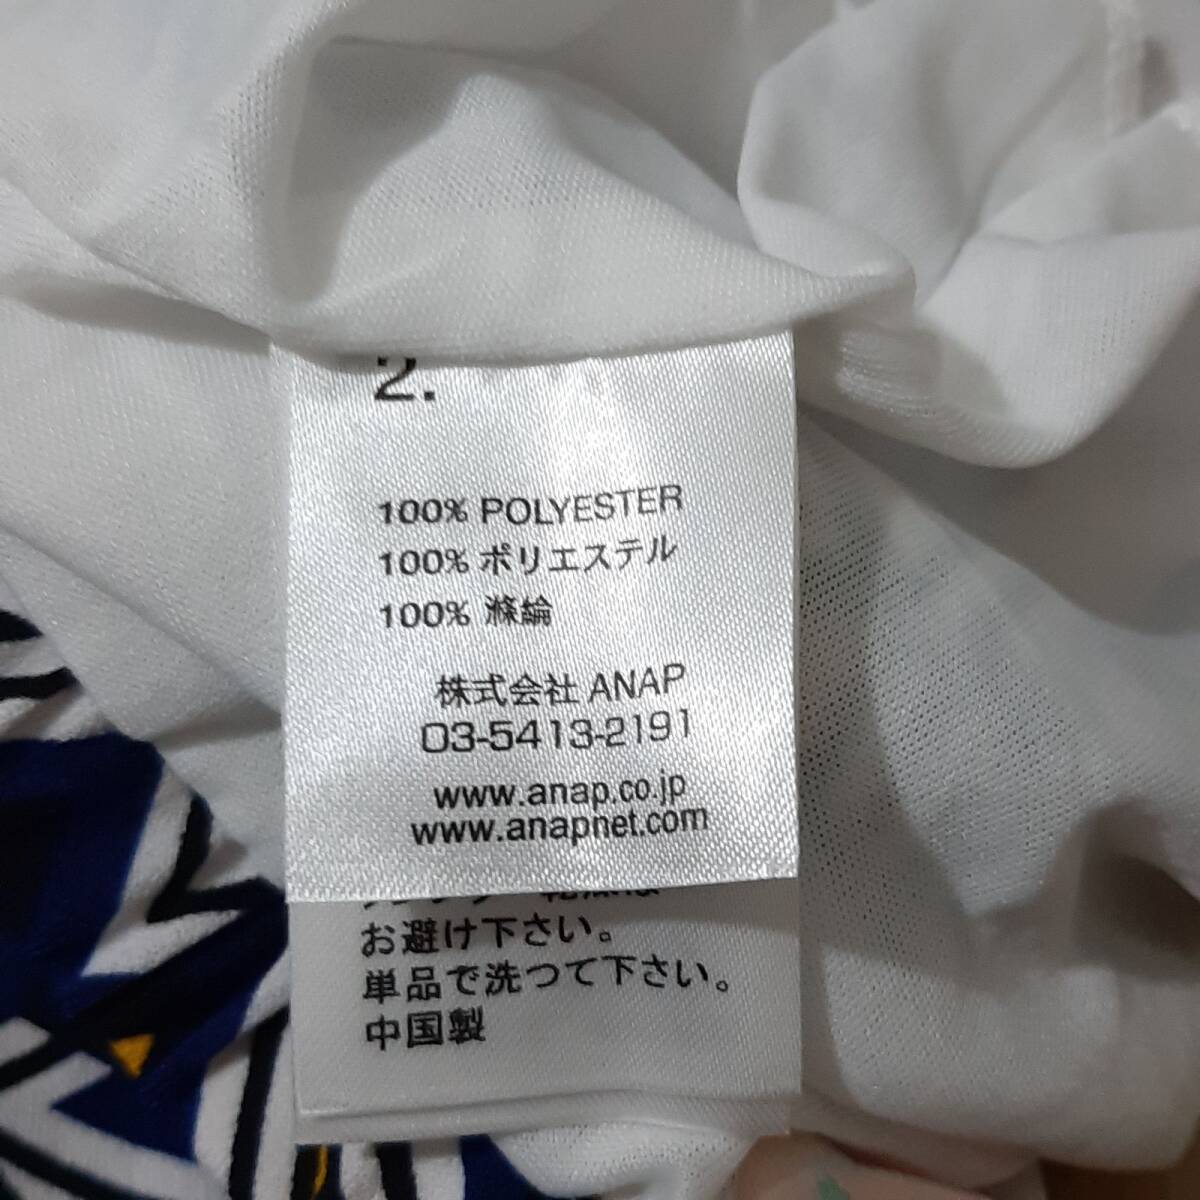 2.
100% POLYESTER
100% ポリエステル
100% 滌綸
株式会社 ANAP
03-5413-2191
www.anap.co.jp
www.anapnet.com
お避け下さい。
単品で洗つて下さい。
中国製